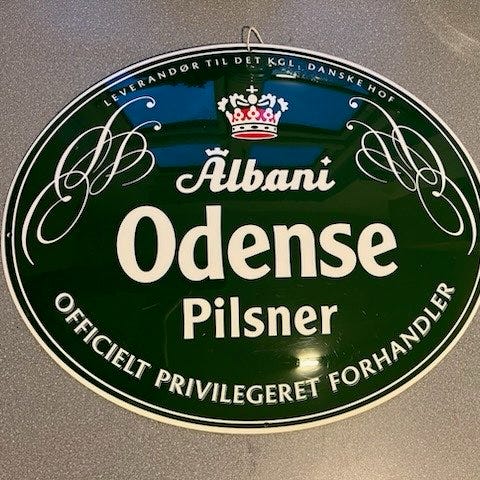 LEVERANDØR TIL DET KGL. DANSKE HOF
Albani
Odense
Pilsner
OFFICIELT PRIVILEGERET FORHANDLER